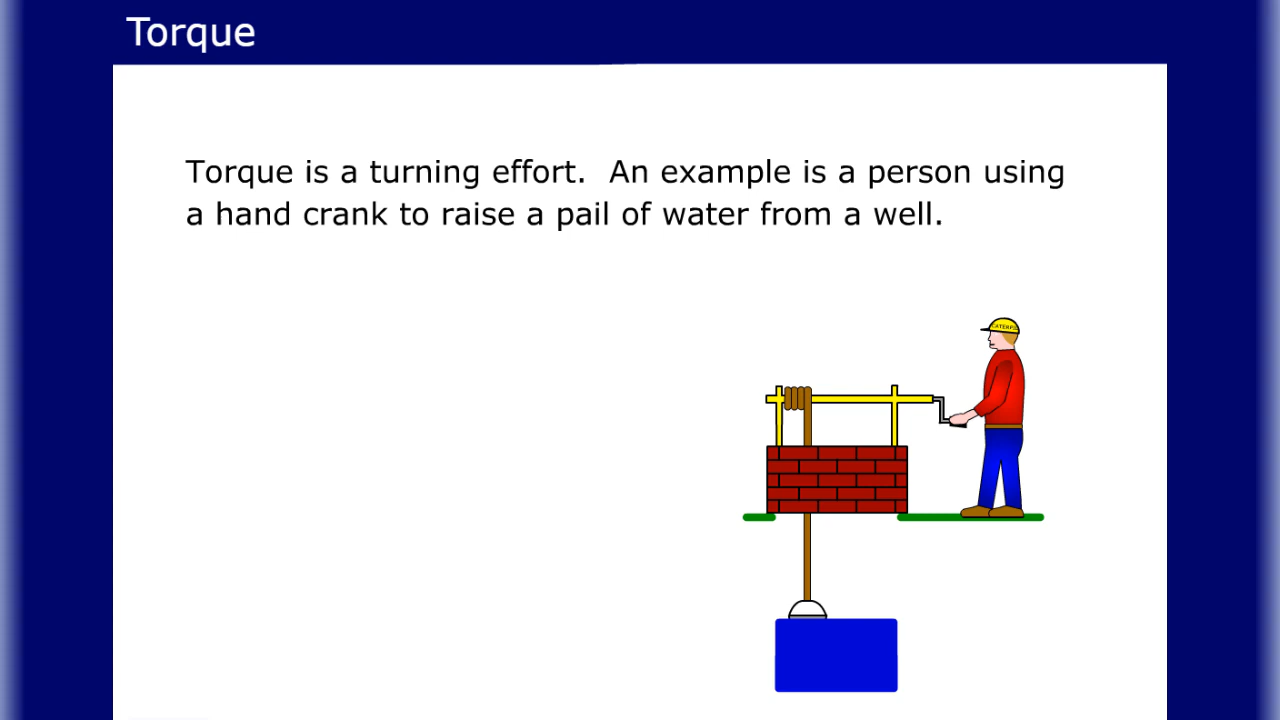 Torque
Torque is a turning effort.  An example is a person using
a hand crank to raise a pail of water from a well.